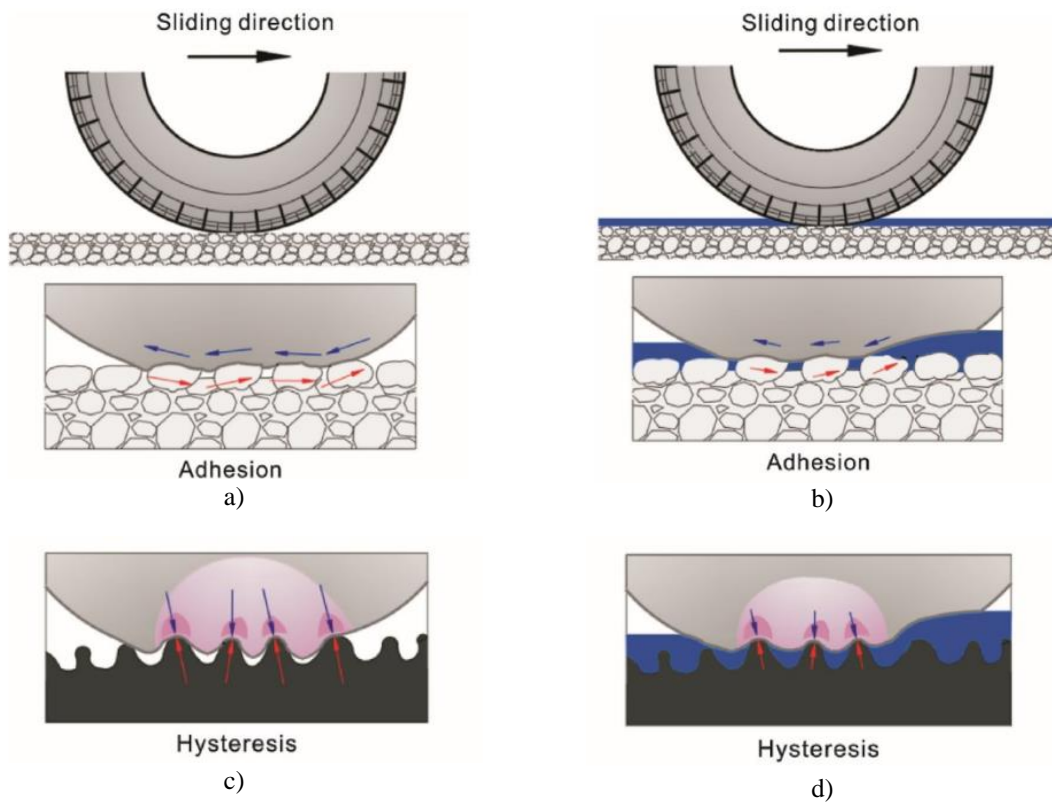 Sliding direction
Sliding direction
Adhesion
a)
Adhesion
b)
Hysteresis
c)
Hysteresis
d)